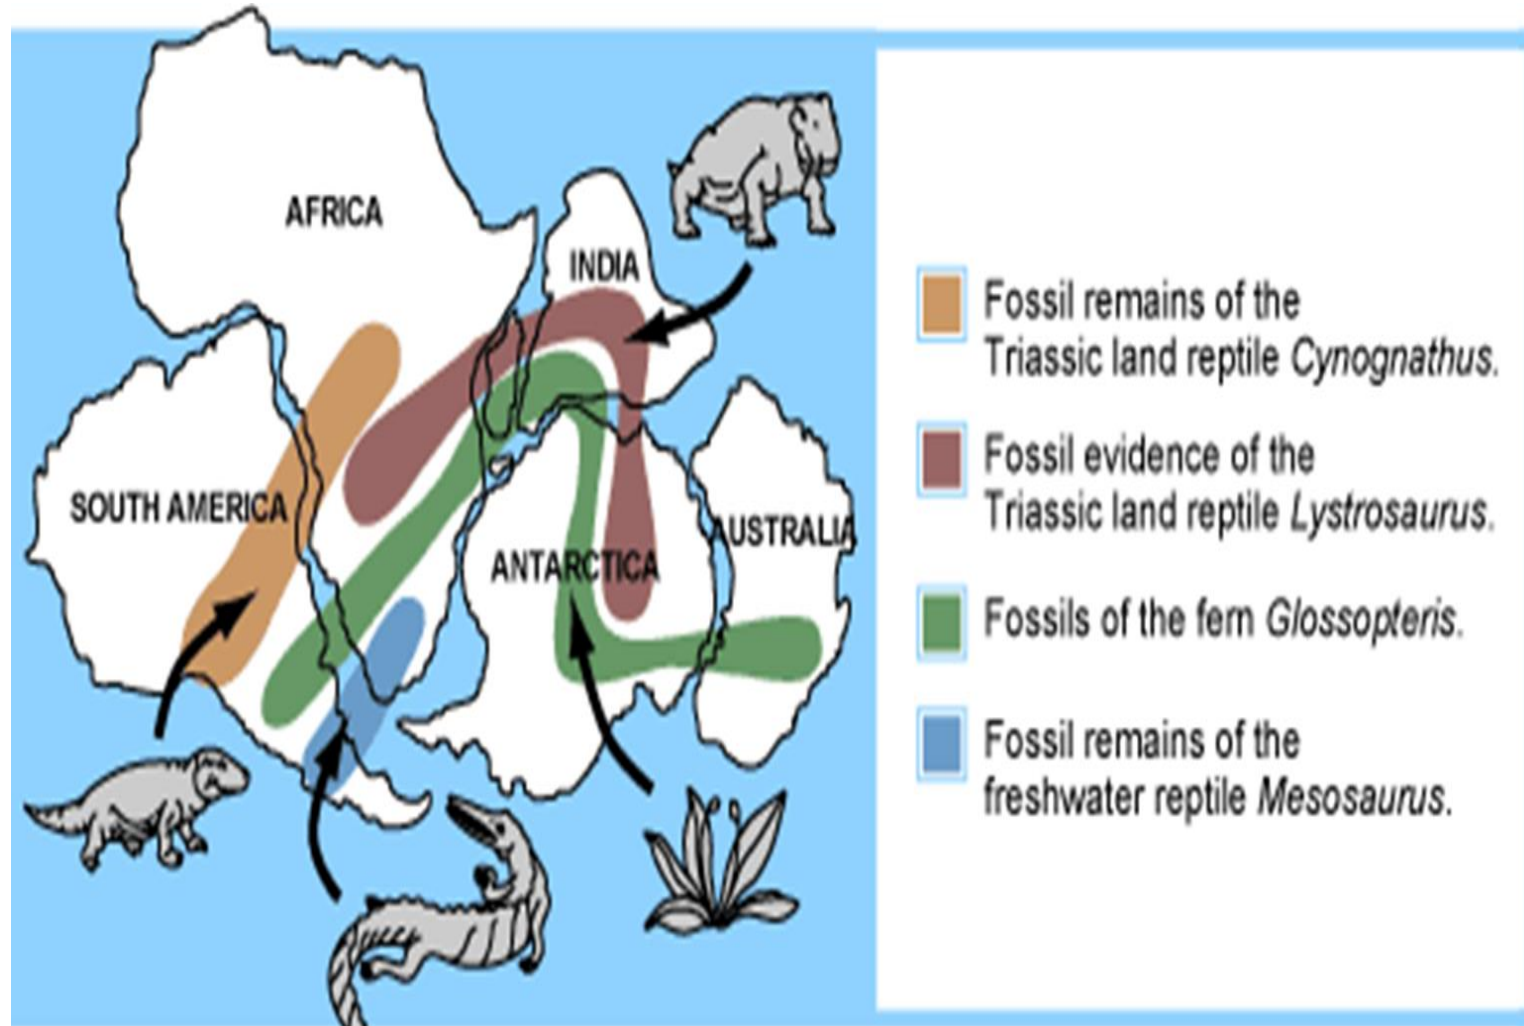 AFRICA
INDIA
SOUTH AMERICA
ANTARCTICA
AUSTRALIA
Fossil remains of the
Triassic land reptile Cynognathus.
Fossil evidence of the
Triassic land reptile Lystrosaurus.
Fossils of the fern Glossopteris.
Fossil remains of the
freshwater reptile Mesosaurus.